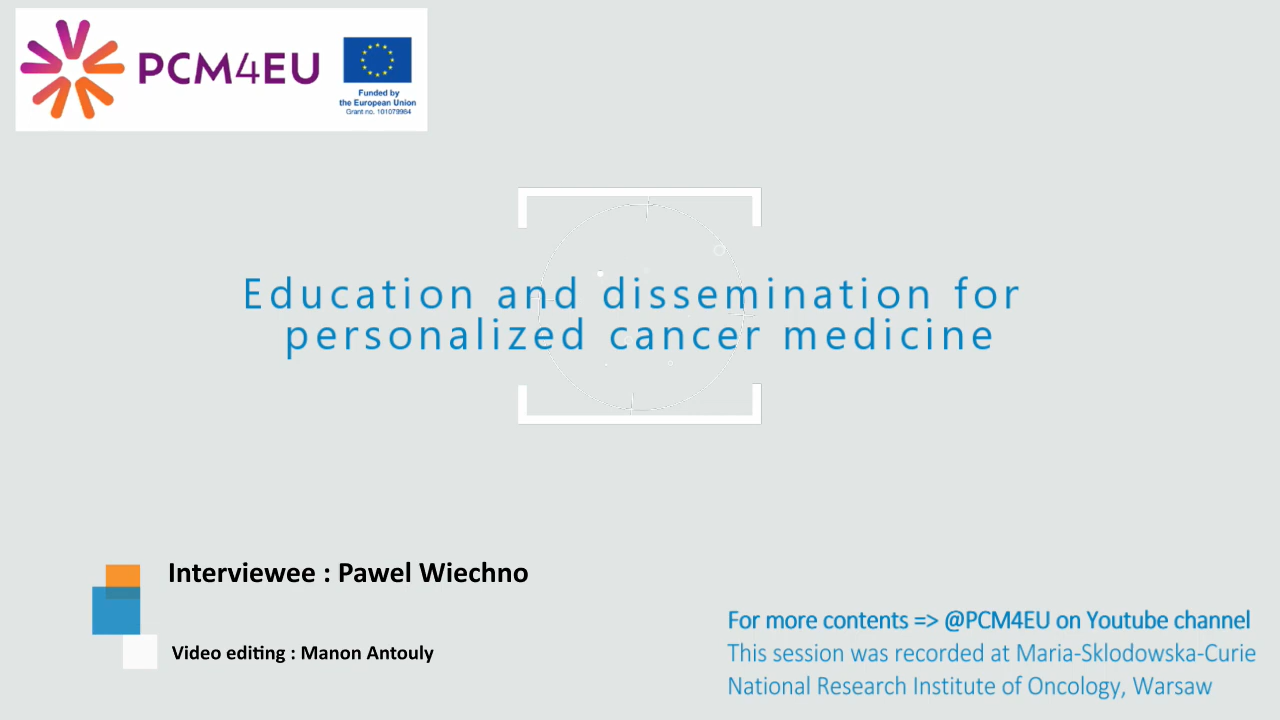 PCM4EU
Funded by
the European Union
Grant no. 101079984
Education and dissemination for
personalized cancer medicine
Interviewee : Pawel Wiechno
Video editing : Manon Antouly
For more contents => @PCM4EU on Youtube channel
This session was recorded at Maria-Sklodowska-Curie
National Research Institute of Oncology, Warsaw